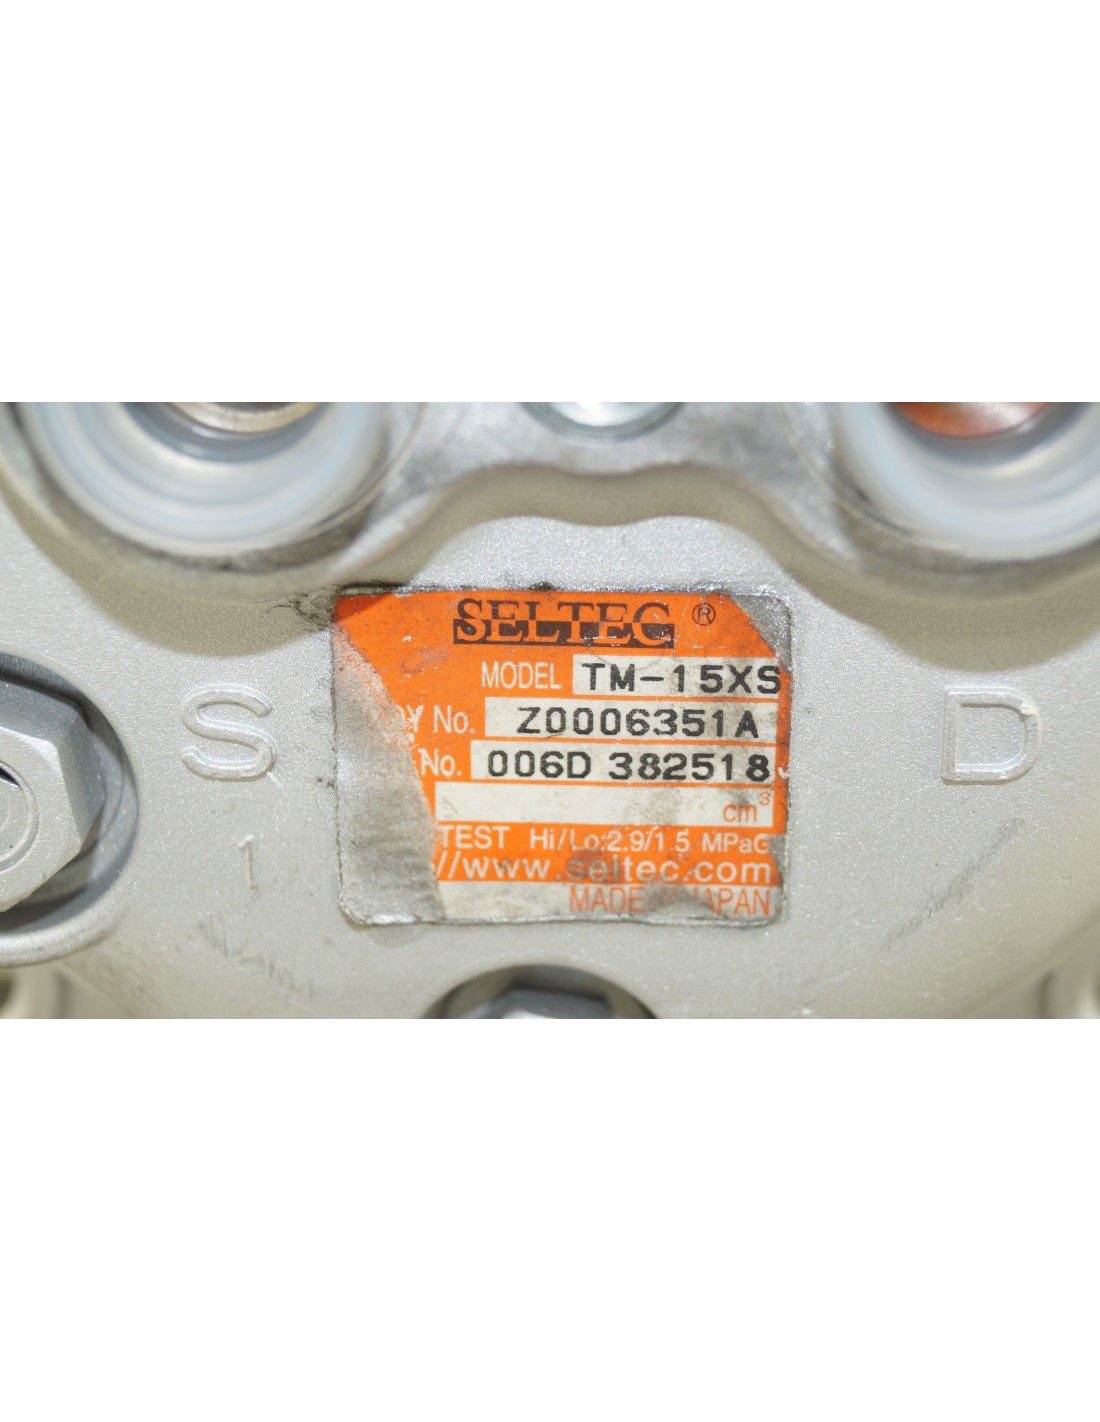 SELTEC ®
MODEL TM-15XS
No. Z0006351A
S D
No. 006D 382518
cm³
TEST Hi/Lo:2.9/1.5 MPaG
1
//www.seltec.com
MADE JAPAN